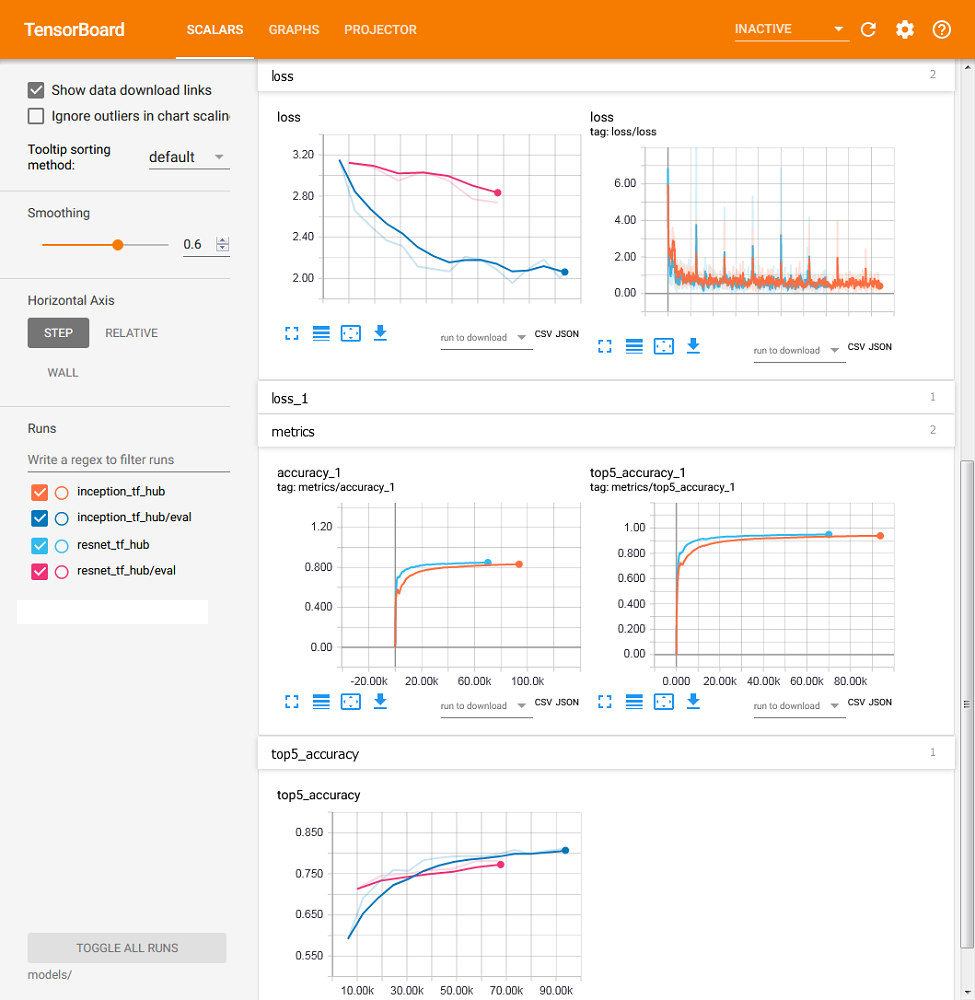 TensorBoard SCALARS GRAPHS PROJECTOR INACTIVE
Show data download links
Ignore outliers in chart scalin
Tooltip sorting
method: default
Smoothing
0.6
Horizontal Axis
STEP RELATIVE
WALL
Runs
Write a regex to filter runs
inception_tf_hub
inception_tf_hub/eval
resnet_tf_hub
resnet_tf_hub/eval
TOGGLE ALL RUNS
models/
loss 2
loss
3.20
2.80
2.40
2.00
run to download CSV JSON
loss
tag: loss/loss
6.00
4.00
2.00
0.00
run to download CSV JSON
loss_1 1
metrics 2
accuracy_1
tag: metrics/accuracy_1
1.20
0.800
0.400
0.00
-20.00k 20.00k 60.00k 100.0k
run to download CSV JSON
top5_accuracy_1
tag: metrics/top5_accuracy_1
1.00
0.800
0.600
0.400
0.200
0.00
0.000 20.00k 40.00k 60.00k 80.00k
run to download CSV JSON
top5_accuracy 1
top5_accuracy
0.850
0.750
0.650
0.550
10.00k 30.00k 50.00k 70.00k 90.00k